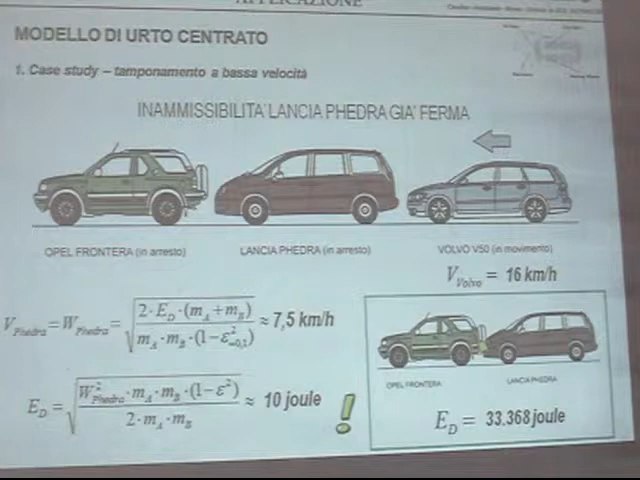 APPLICAZIONE
MODELLO DI URTO CENTRATO
1. Case study – tamponamento a bassa velocità
INAMMISSIBILITA' LANCIA PHEDRA GIA' FERMA
OPEL FRONTERA (in arresto)
LANCIA PHEDRA (in arresto)
VOLVO V50 (in movimento)
V_Volvo = 16 km/h
V_Phedra = W_Phedra = √(2·E_D·(m_A+m_B) / m_A·m_B·(1-ε²_=0,1)) ≈ 7,5 km/h
OPEL FRONTERA
LANCIA PHEDRA
E_D = √(W²_Phedra·m_A·m_B·(1-ε²) / 2·m_A·m_B) ≈ 10 joule !
E_D = 33.368 joule